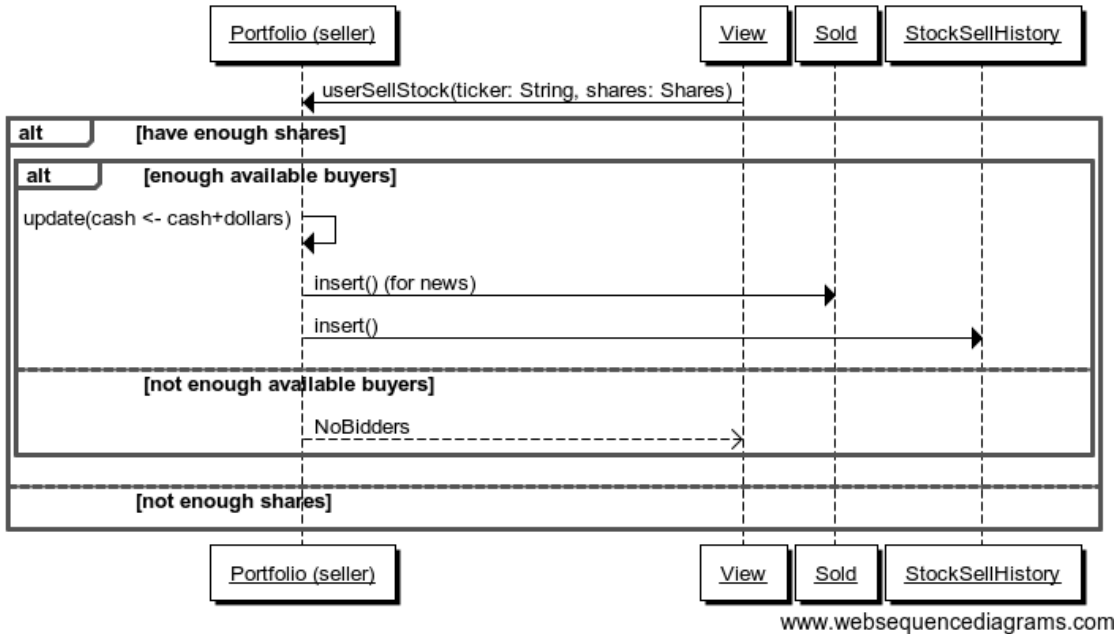 Portfolio (seller) View Sold StockSellHistory
userSellStock(ticker: String, shares: Shares)
alt [have enough shares]
alt [enough available buyers]
update(cash <- cash+dollars)
insert() (for news)
insert()
[not enough available buyers]
NoBidders
[not enough shares]
Portfolio (seller) View Sold StockSellHistory
www.websequencediagrams.com